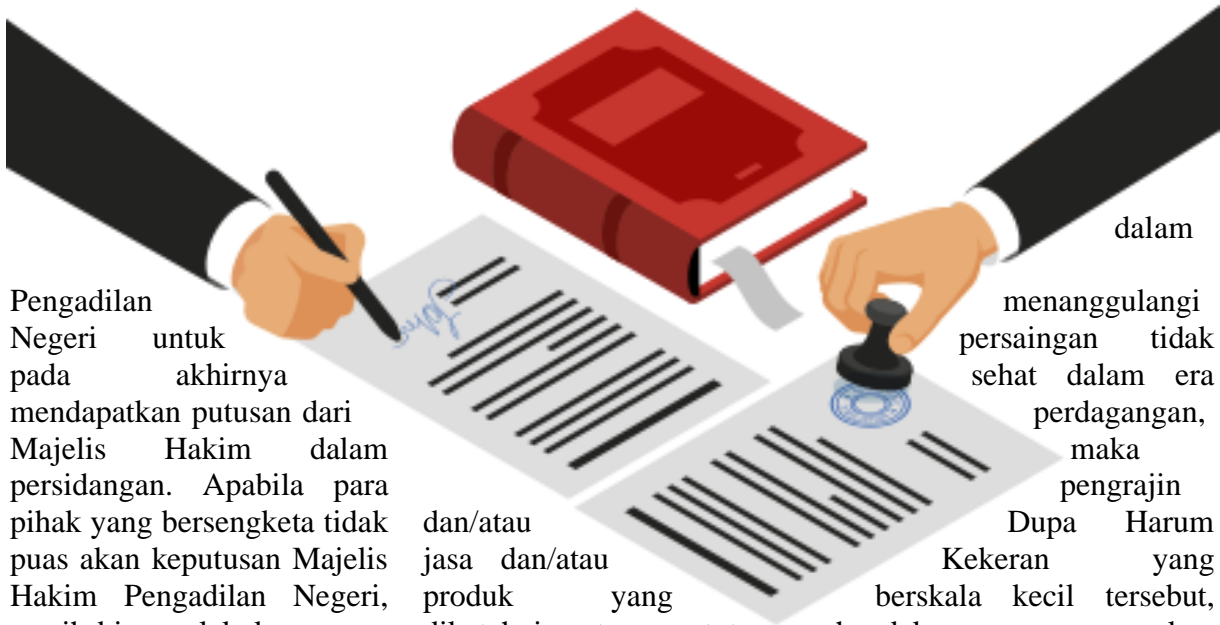 Pengadilan
Negeri untuk
pada akhirnya
mendapatkan putusan dari
Majelis Hakim dalam
persidangan. Apabila para
pihak yang bersengketa tidak
puas akan keputusan Majelis
Hakim Pengadilan Negeri,
dan/atau
jasa dan/atau
produk yang
dalam
menanggulangi
persaingan tidak
sehat dalam era
perdagangan,
maka
pengrajin
Dupa Harum
Kekeran yang
berskala kecil tersebut,